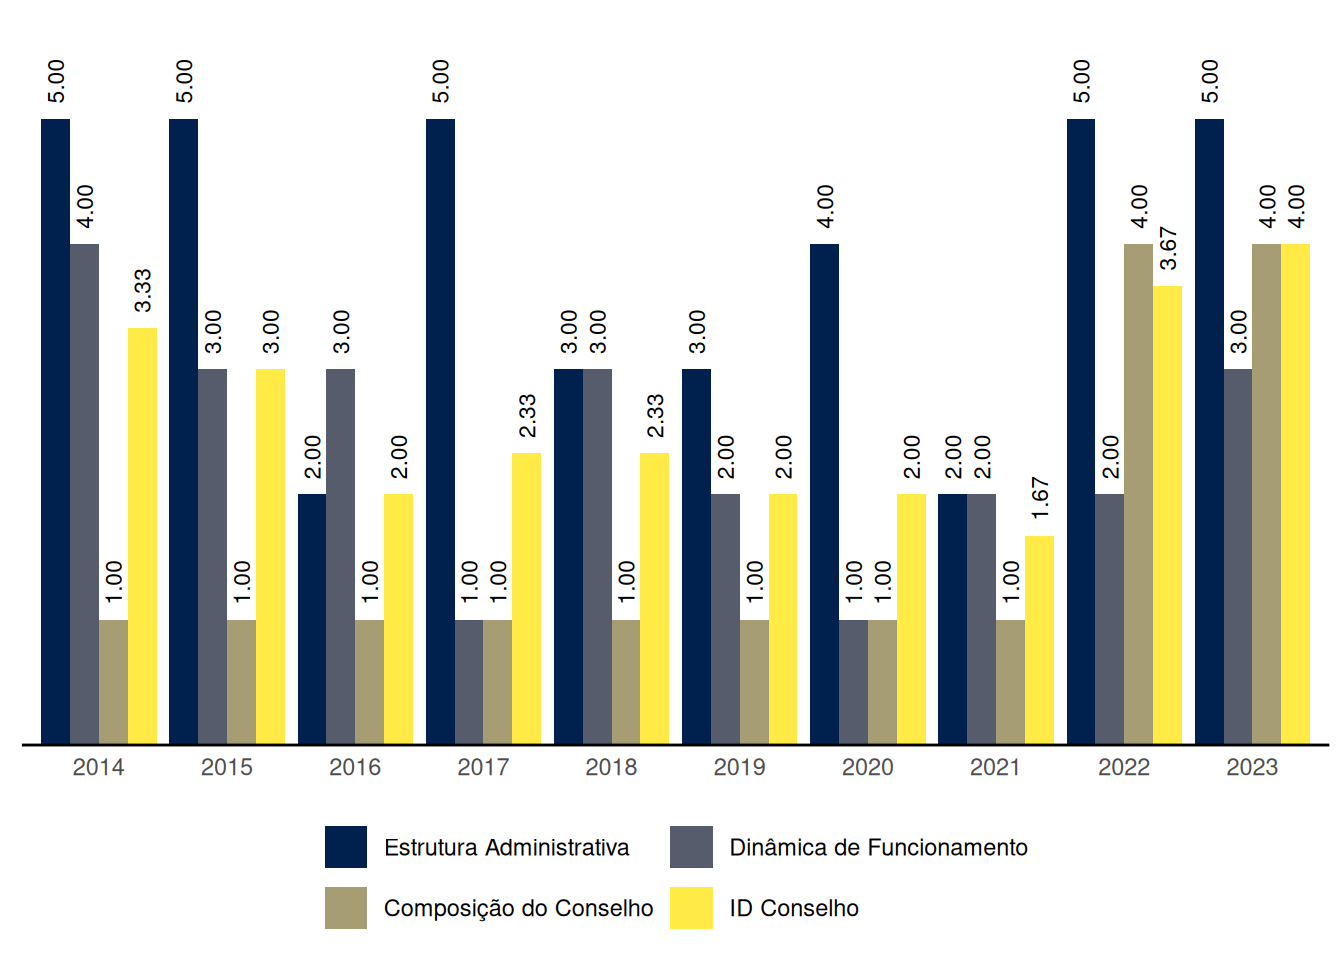 5.00 4.00 1.00 3.33
5.00 3.00 1.00 3.00
2.00 3.00 1.00 2.00
5.00 1.00 1.00 2.33
3.00 3.00 1.00 2.33
3.00 2.00 1.00 2.00
4.00 1.00 1.00 2.00
2.00 2.00 1.00 1.67
5.00 2.00 4.00 3.67
5.00 3.00 4.00 4.00
2014 2015 2016 2017 2018 2019 2020 2021 2022 2023
Estrutura Administrativa Dinâmica de Funcionamento
Composição do Conselho ID Conselho